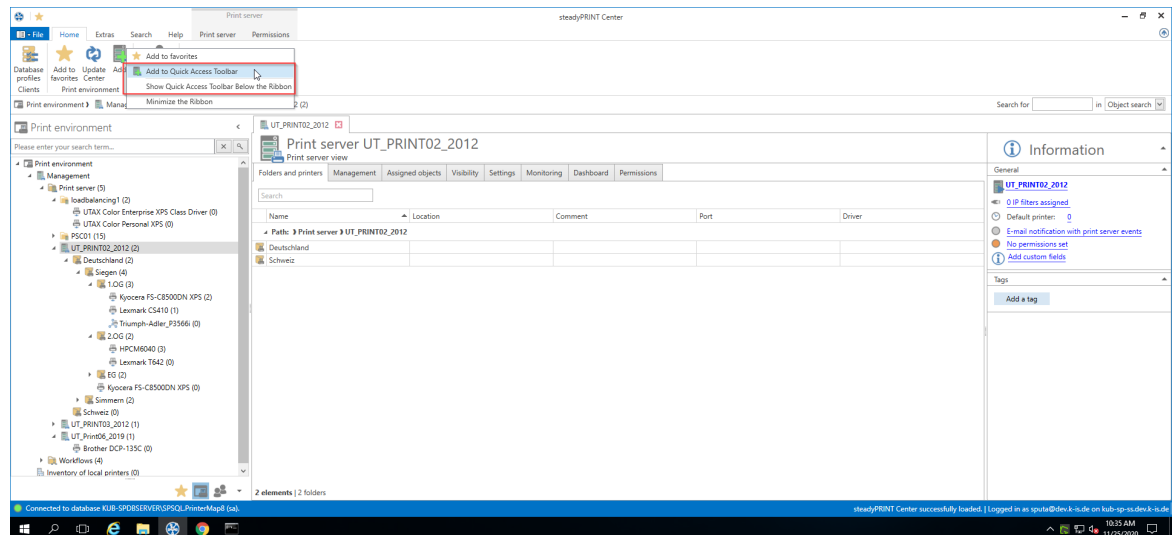 Print server
steadyPRINT Center
File Home Extras Search Help Print server Permissions
Database profiles
Add to favorites
Update Center
Add
Clients
Print environment
Add to favorites
Add to Quick Access Toolbar
Show Quick Access Toolbar Below the Ribbon
Minimize the Ribbon
Print environment
2 (2)
Search for in Object search
Print environment
Please enter your search term...
Print environment
Management
Print server (5)
loadbalancing1 (2)
UTAX Color Enterprise XPS Class Driver (0)
UTAX Color Personal XPS (0)
PSC01 (15)
UT_PRINT02_2012 (2)
Deutschland (2)
Siegen (4)
1.OG (3)
Kyocera FS-C8500DN XPS (2)
Lexmark CS410 (1)
Triumph-Adler_P3566i (0)
2.OG (2)
HPCM6040 (3)
Lexmark T642 (0)
EG (2)
Kyocera FS-C8500DN XPS (0)
Simmern (2)
Schweiz (0)
UT_PRINT03_2012 (1)
UT_Print06_2019 (1)
Brother DCP-135C (0)
Workflows (4)
Inventory of local printers (0)
UT_PRINT02_2012
Print server UT_PRINT02_2012
Print server view
Folders and printers Management Assigned objects Visibility Settings Monitoring Dashboard Permissions
Search
Name Location Comment Port Driver
Path: Print server UT_PRINT02_2012
Deutschland
Schweiz
2 elements | 2 folders
Information
General
UT_PRINT02_2012
0 IP filters assigned
Default printer: 0
E-mail notification with print server events
No permissions set
Add custom fields
Tags
Add a tag
Connected to database KUB-SPDBSERVER\SPSQL.PrinterMap8 (sa).
steadyPRINT Center successfully loaded. | Logged in as sputa@dev.k-is.de on kub-sp-ss.dev.k-is.de
10:35 AM
11/25/2020